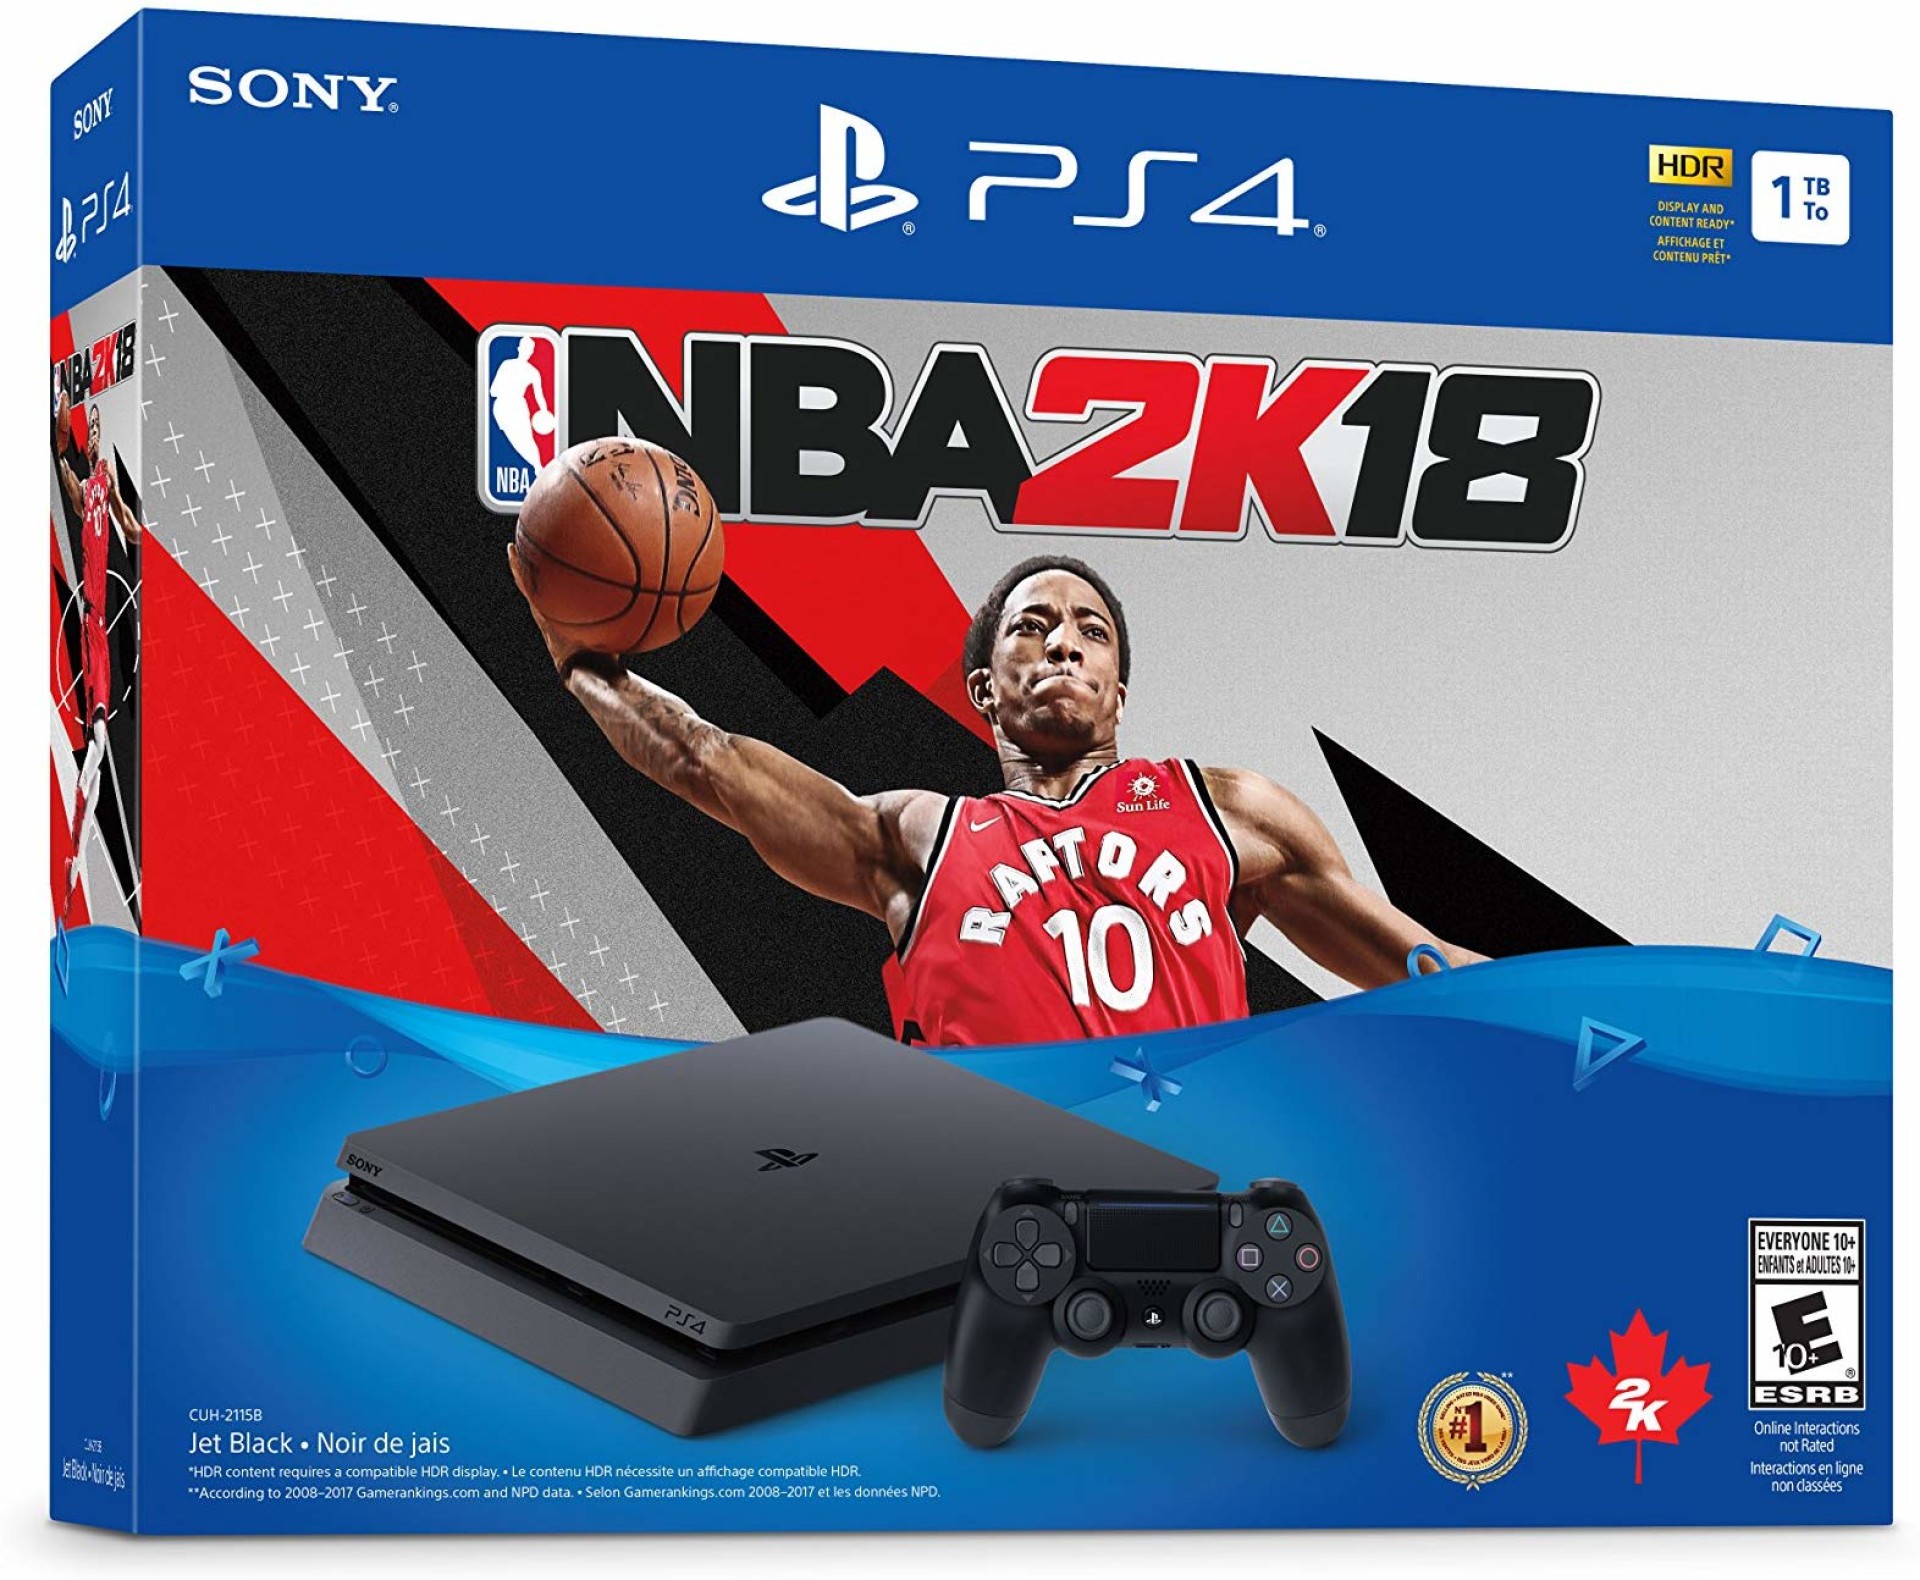 SONY
PS4
NBA2K18
Jet Black • Noir de jais
SONY®
PS4®
HDR
DISPLAY AND
CONTENT READY*
AFFICHAGE ET
CONTENU PRÊT*
1 TB
To
NBA
NBA2K18
Sun Life
RAPTORS
10
SONY
PS4
CUH-2115B
Jet Black • Noir de jais
*HDR content requires a compatible HDR display. • Le contenu HDR nécessite un affichage compatible HDR.
**According to 2008–2017 Gamerankings.com and NPD data. • Selon Gamerankings.com 2008–2017 et les données NPD.
#1
**
2K
EVERYONE 10+
ENFANTS et ADULTES 10+
E
10+
®
ESRB
Online Interactions
not Rated
Interactions en ligne
non classées